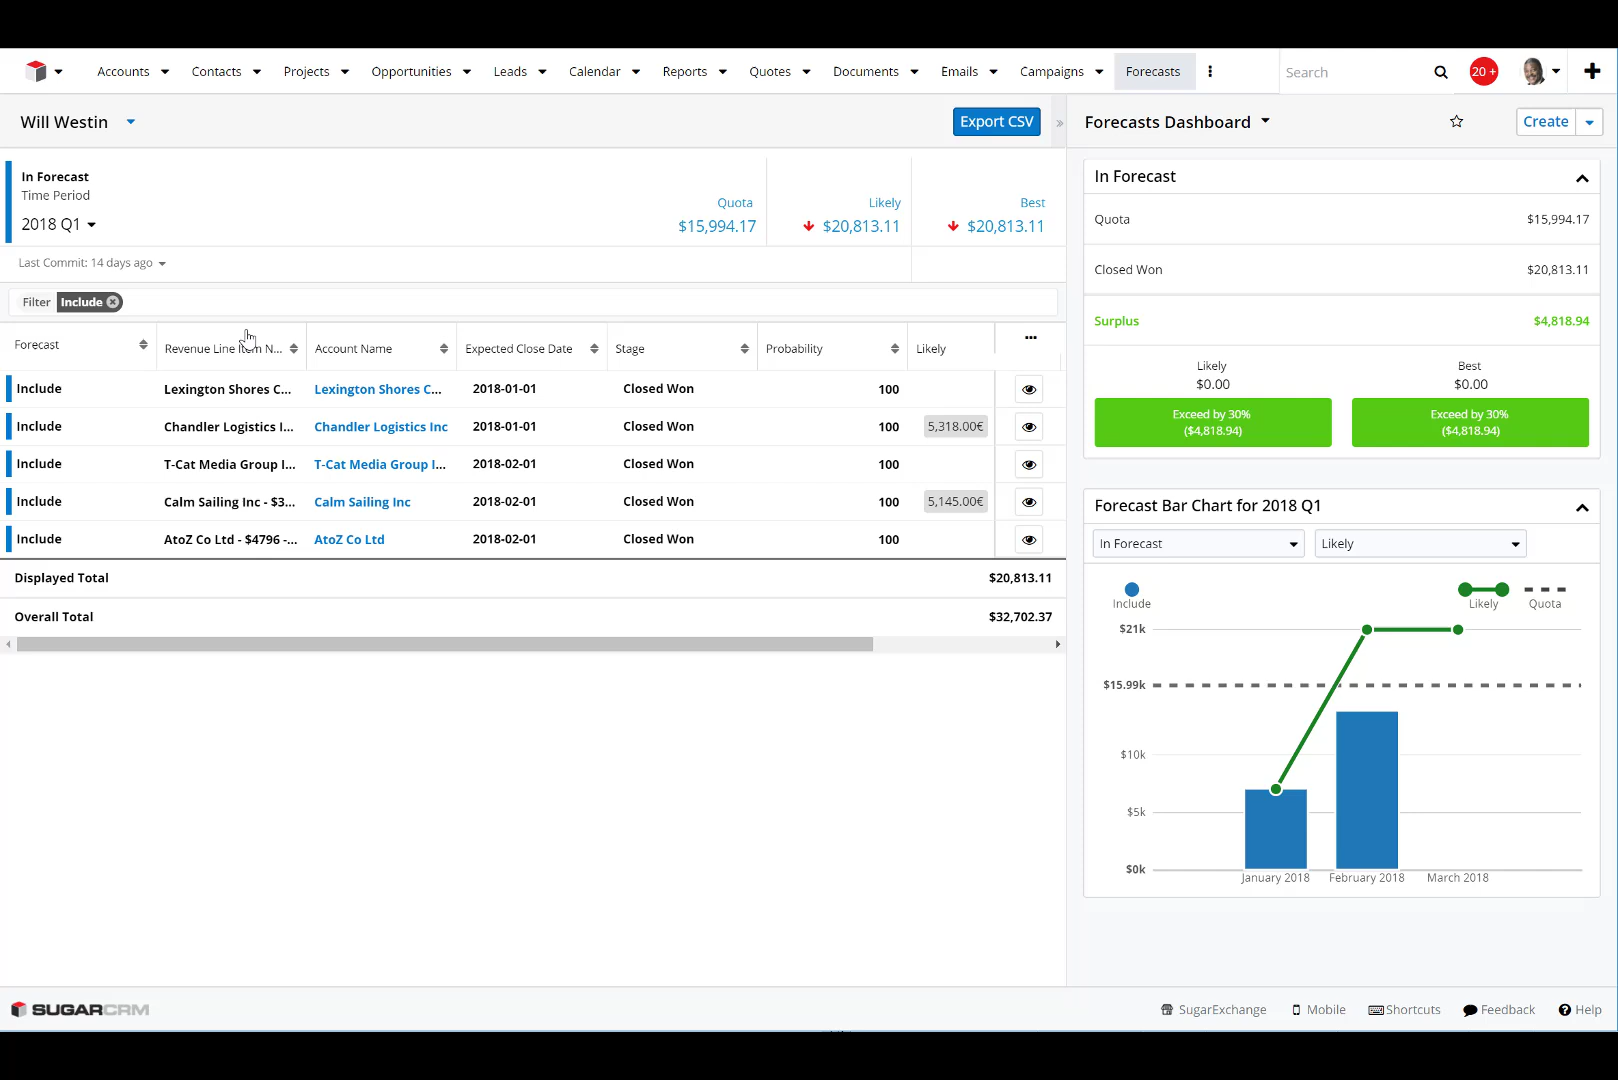 Accounts Contacts Projects Opportunities Leads Calendar Reports Quotes Documents Emails Campaigns Forecasts Search 20 +
Will Westin Export CSV » Forecasts Dashboard Create
In Forecast
Time Period
2018 Q1
Quota
$15,994.17
Likely
$20,813.11
Best
$20,813.11
Last Commit: 14 days ago
Filter Include
Forecast Revenue Line Item N... Account Name Expected Close Date Stage Probability Likely ...
Include Lexington Shores C... Lexington Shores C... 2018-01-01 Closed Won 100
Include Chandler Logistics I... Chandler Logistics Inc 2018-01-01 Closed Won 100 5,318.00€
Include T-Cat Media Group I... T-Cat Media Group I... 2018-02-01 Closed Won 100
Include Calm Sailing Inc - $3... Calm Sailing Inc 2018-02-01 Closed Won 100 5,145.00€
Include AtoZ Co Ltd - $4796 -... AtoZ Co Ltd 2018-02-01 Closed Won 100
Displayed Total $20,813.11
Overall Total $32,702.37
In Forecast
Quota $15,994.17
Closed Won $20,813.11
Surplus $4,818.94
Likely Best
$0.00 $0.00
Exceed by 30% Exceed by 30%
($4,818.94) ($4,818.94)
Forecast Bar Chart for 2018 Q1
In Forecast Likely
Include Likely Quota
$21k
$15.99k
$10k
$5k
$0k
January 2018 February 2018 March 2018
SUGARCRM SugarExchange Mobile Shortcuts Feedback Help